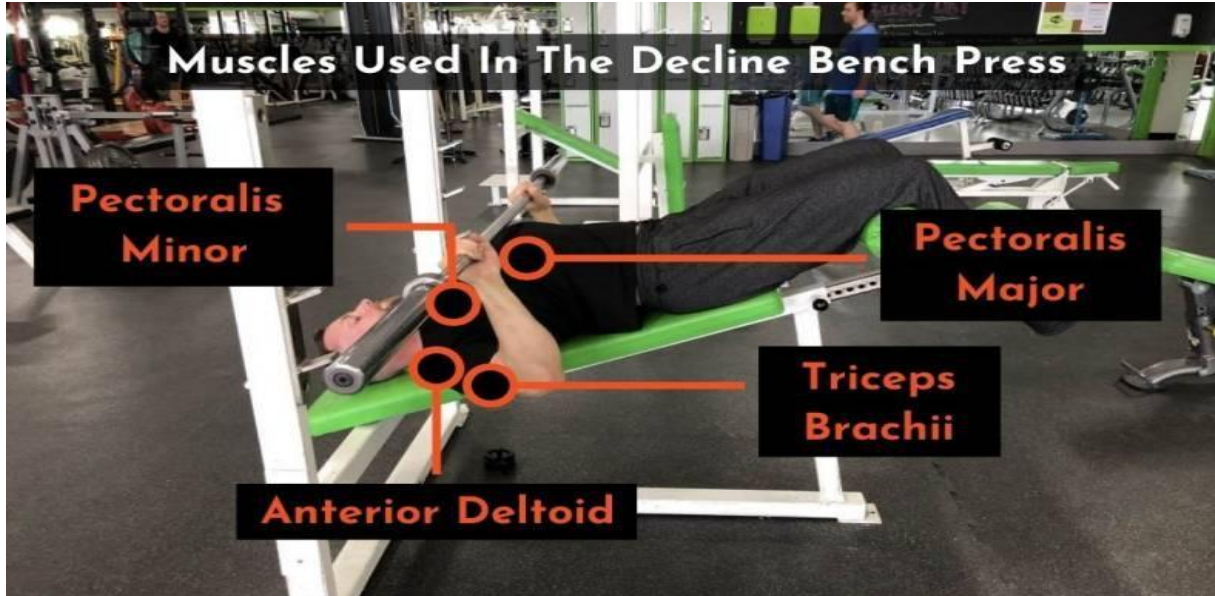 Muscles Used In The Decline Bench Press
Pectoralis
Minor
Pectoralis
Major
Triceps
Brachii
Anterior Deltoid